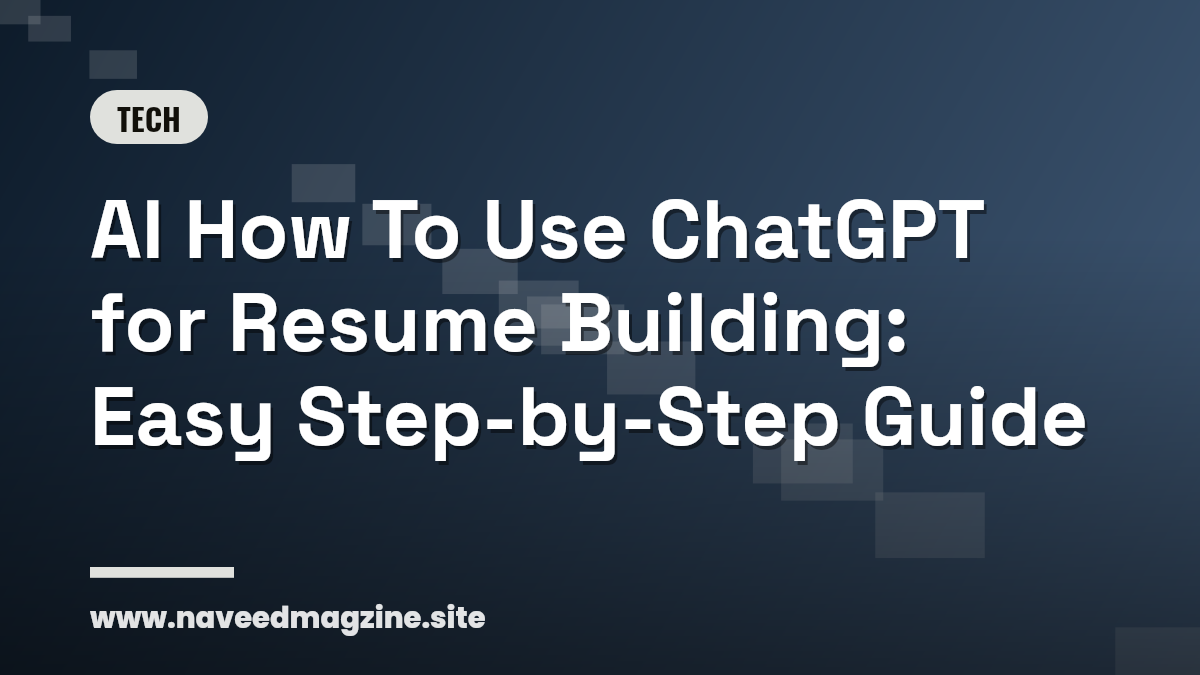 TECH
AI How To Use ChatGPT
for Resume Building:
Easy Step-by-Step Guide
www.naveedmagzine.site